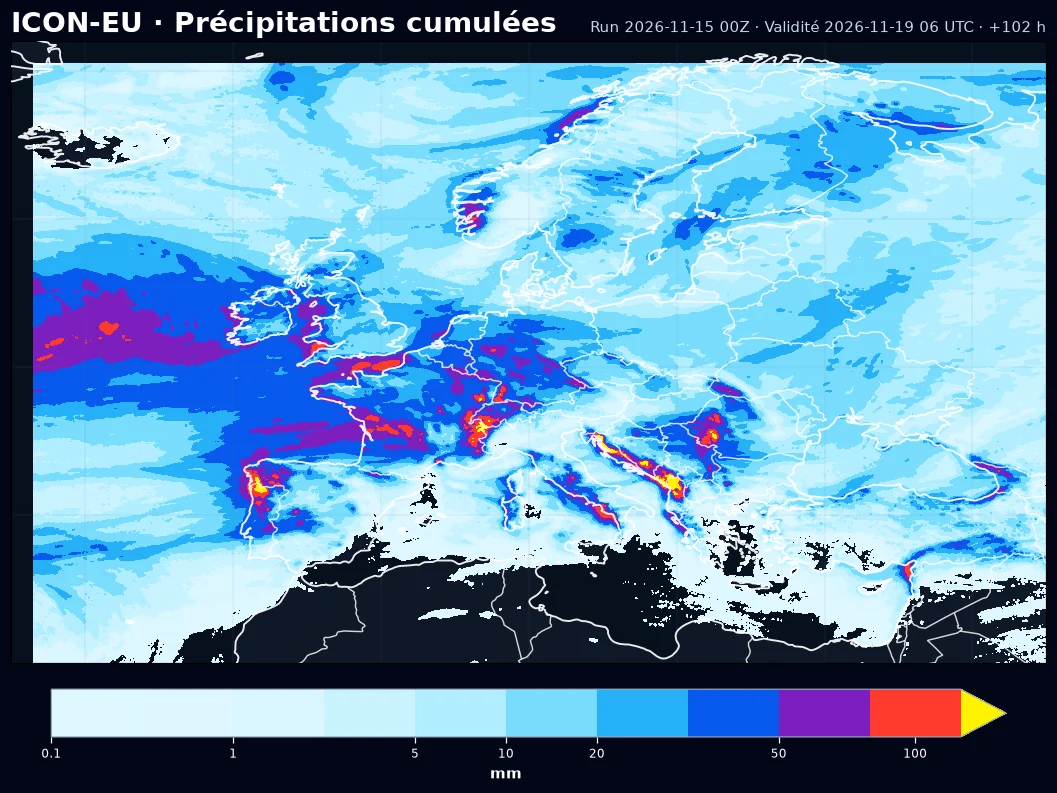 ICON-EU · Précipitations cumulées
Run 2026-11-15 00Z · Validité 2026-11-19 06 UTC · +102 h
0.1 1 5 10 20 50 100
mm